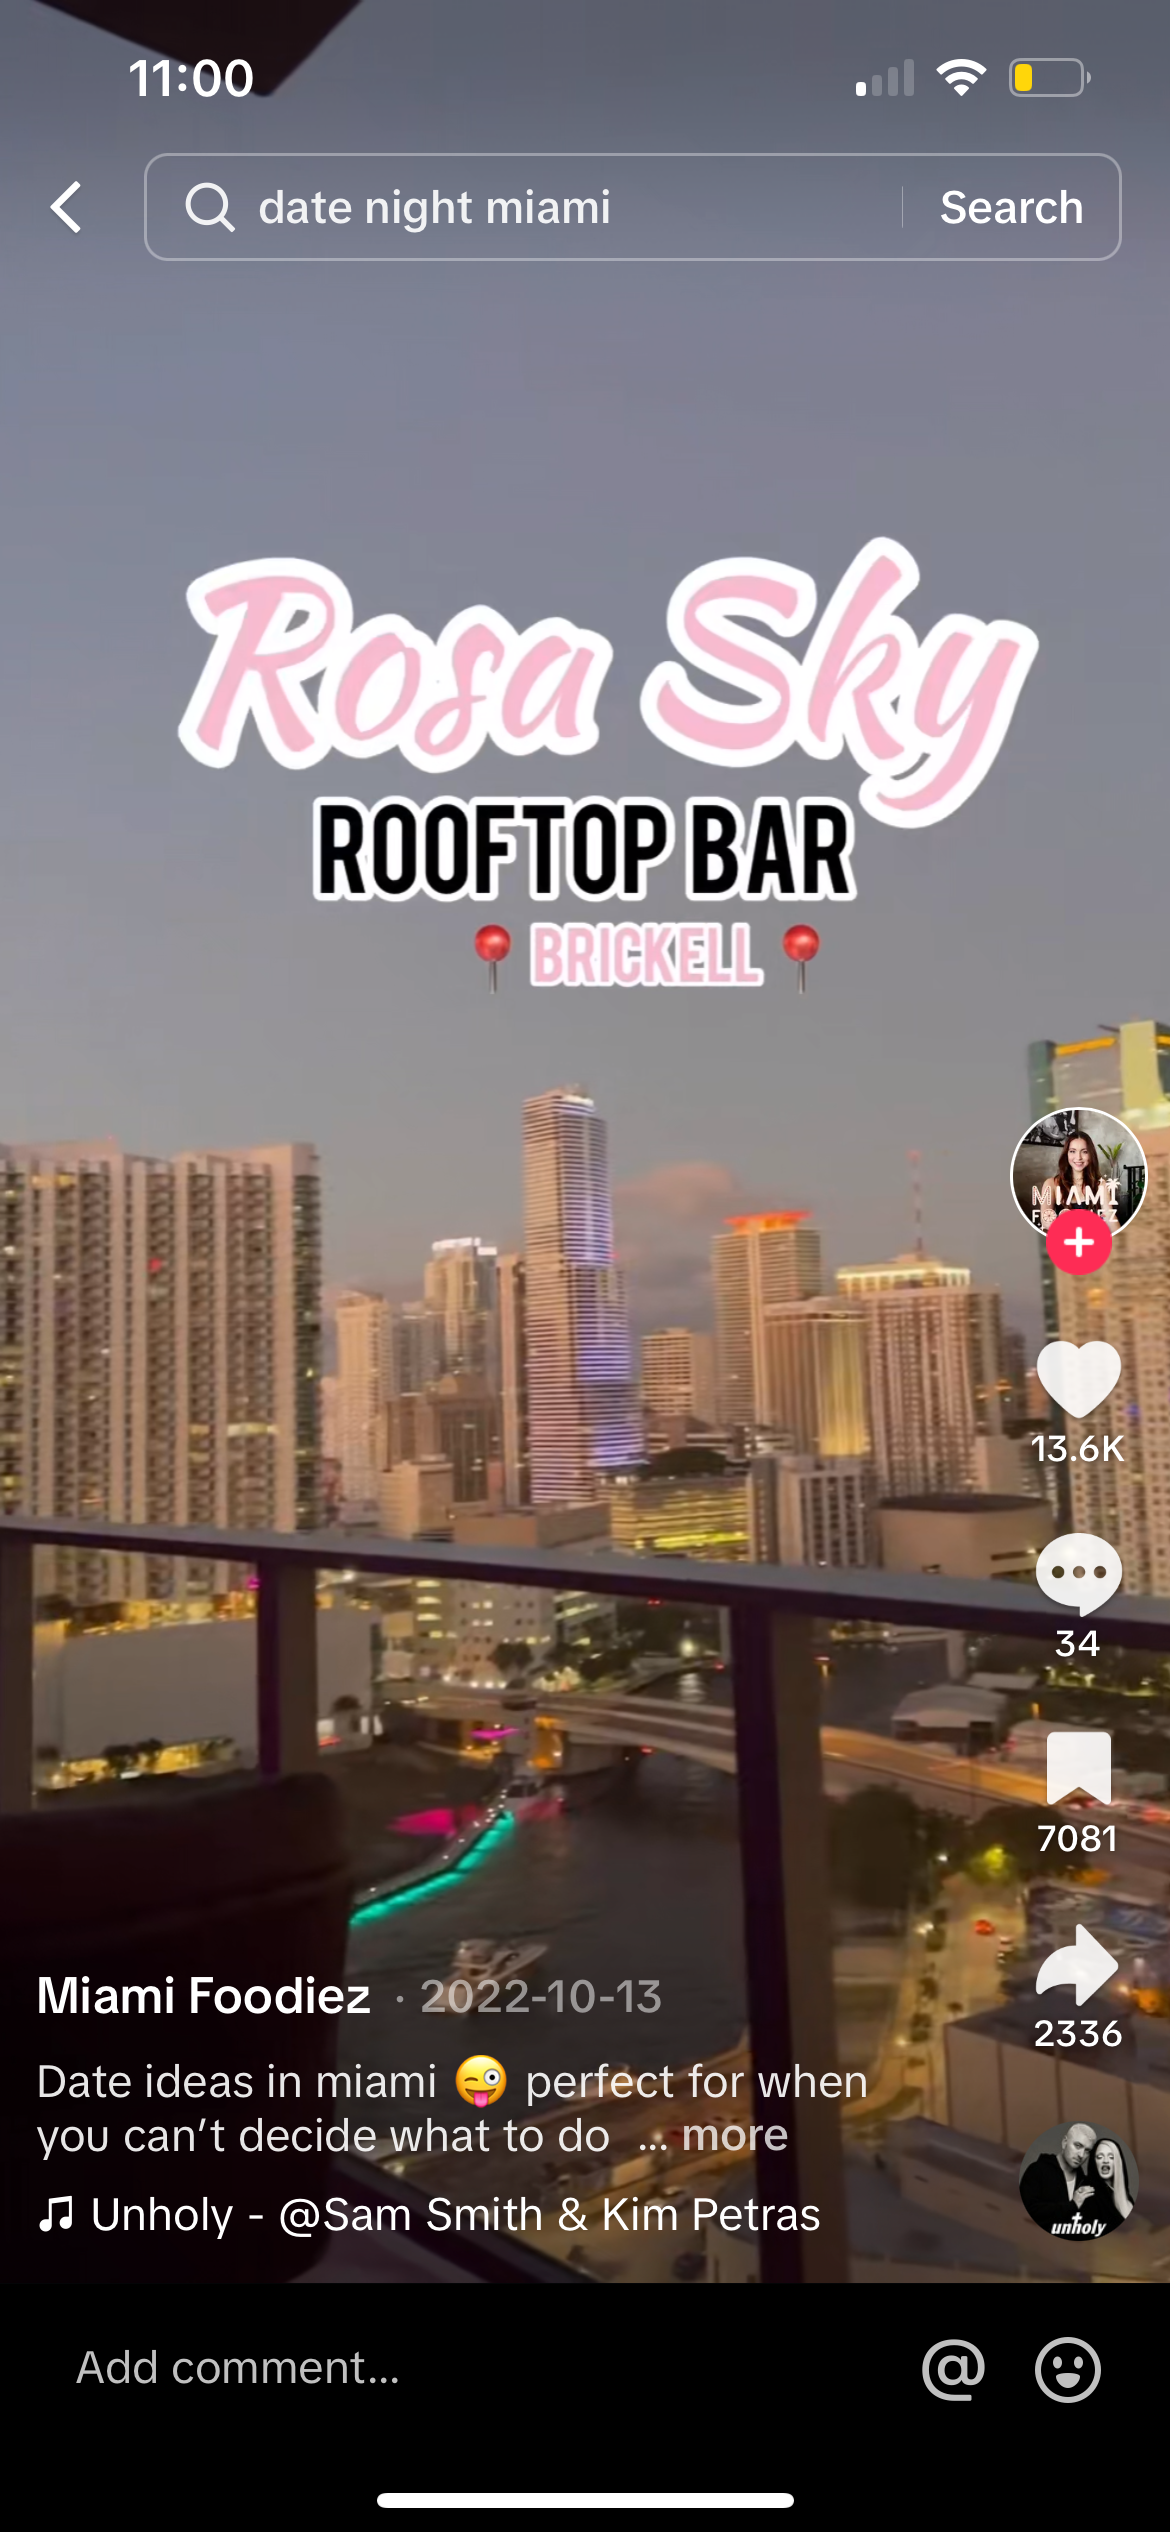 11:00
date night miami
Search
Rosa Sky
ROOFTOP BAR
BRICKELL
MIAMI
13.6K
34
7081
2336
Miami Foodiez · 2022-10-13
Date ideas in miami 😜 perfect for when
you can’t decide what to do ... more
Unholy - @Sam Smith & Kim Petras
unholy
Add comment...